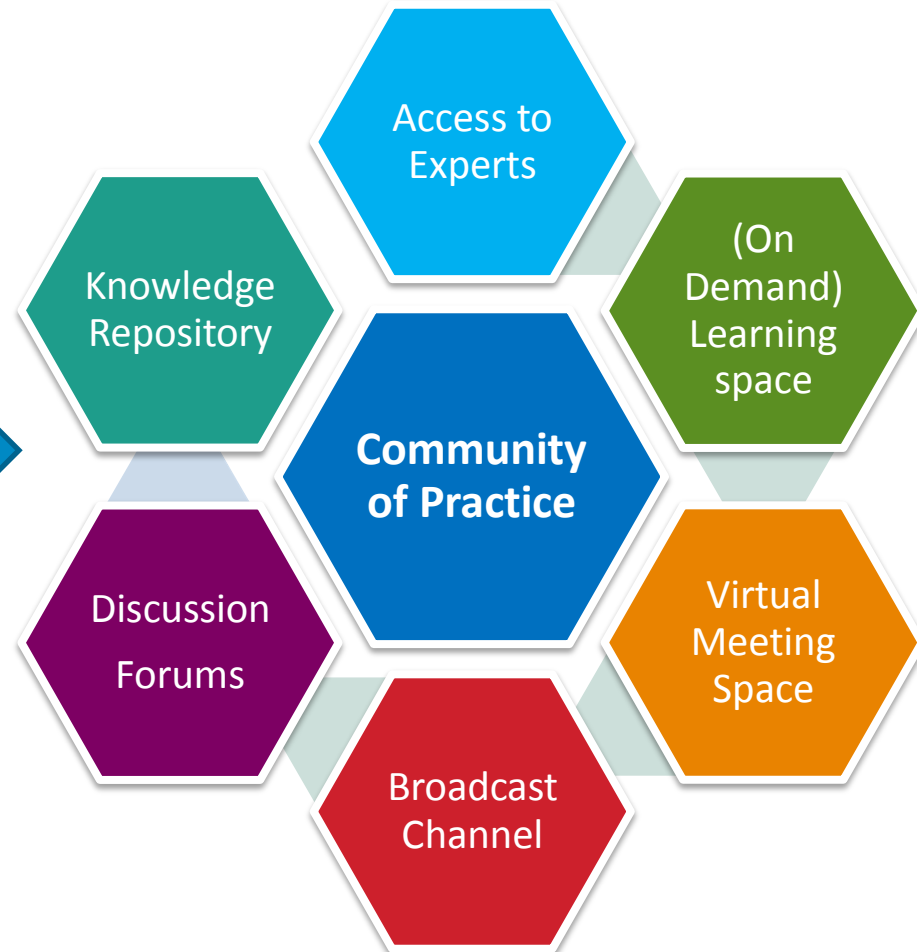 Access to
Experts
(On
Demand)
Learning
space
Knowledge
Repository
Community
of Practice
Virtual
Meeting
Space
Discussion
Forums
Broadcast
Channel